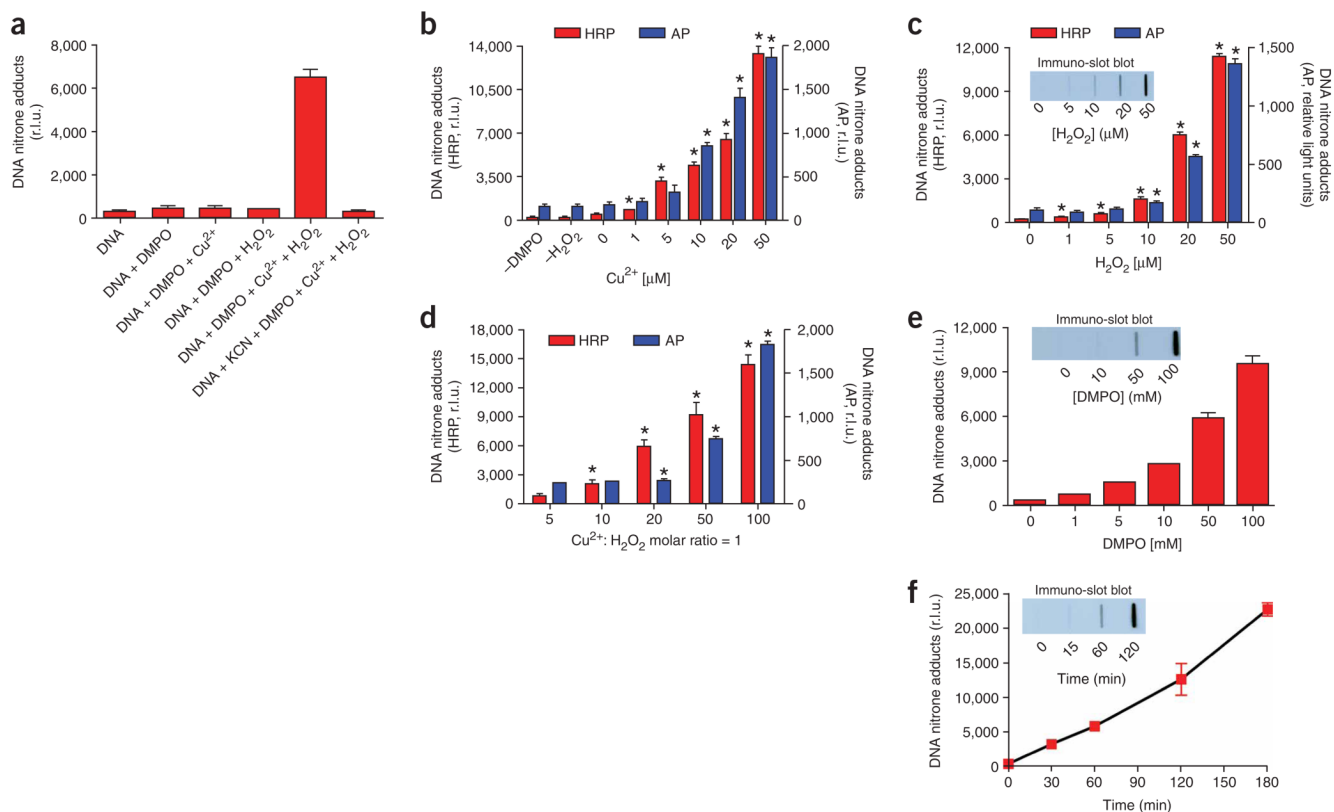 a
8,000
6,000
4,000
2,000
0
DNA nitrone adducts
(r.l.u.)
DNA
DNA + DMPO
DNA + DMPO + Cu²⁺
DNA + DMPO + H₂O₂
DNA + DMPO + Cu²⁺ + H₂O₂
DNA + KCN + DMPO + Cu²⁺ + H₂O₂
b
HRP
AP
14,000
10,500
7,000
3,500
0
DNA nitrone adducts
(HRP, r.l.u.)
2,000
1,500
1,000
500
0
DNA nitrone adducts
(AP, r.l.u.)
* * * * * * * * *
–DMPO
–H₂O₂
0
1
5
10
20
50
Cu²⁺ [μM]
c
HRP
AP
12,000
9,000
6,000
3,000
0
DNA nitrone adducts
(HRP, r.l.u.)
1,500
1,000
500
0
DNA nitrone adducts
(AP, relative light units)
Immuno-slot blot
0 5 10 20 50
[H₂O₂] (μM)
* * * * * * * *
0 1 5 10 20 50
H₂O₂ [μM]
d
HRP
AP
18,000
15,000
12,000
9,000
6,000
3,000
0
DNA nitrone adducts
(HRP, r.l.u.)
2,000
1,500
1,000
500
0
DNA nitrone adducts
(AP, r.l.u.)
* * * * * * *
5 10 20 50 100
Cu²⁺: H₂O₂ molar ratio = 1
e
12,000
9,000
6,000
3,000
0
DNA nitrone adducts (r.l.u.)
Immuno-slot blot
0 10 50 100
[DMPO] (mM)
0 1 5 10 50 100
DMPO [mM]
f
25,000
20,000
15,000
10,000
5,000
0
DNA nitrone adducts (r.l.u.)
Immuno-slot blot
0 15 60 120
Time (min)
0 30 60 90 120 150 180
Time (min)